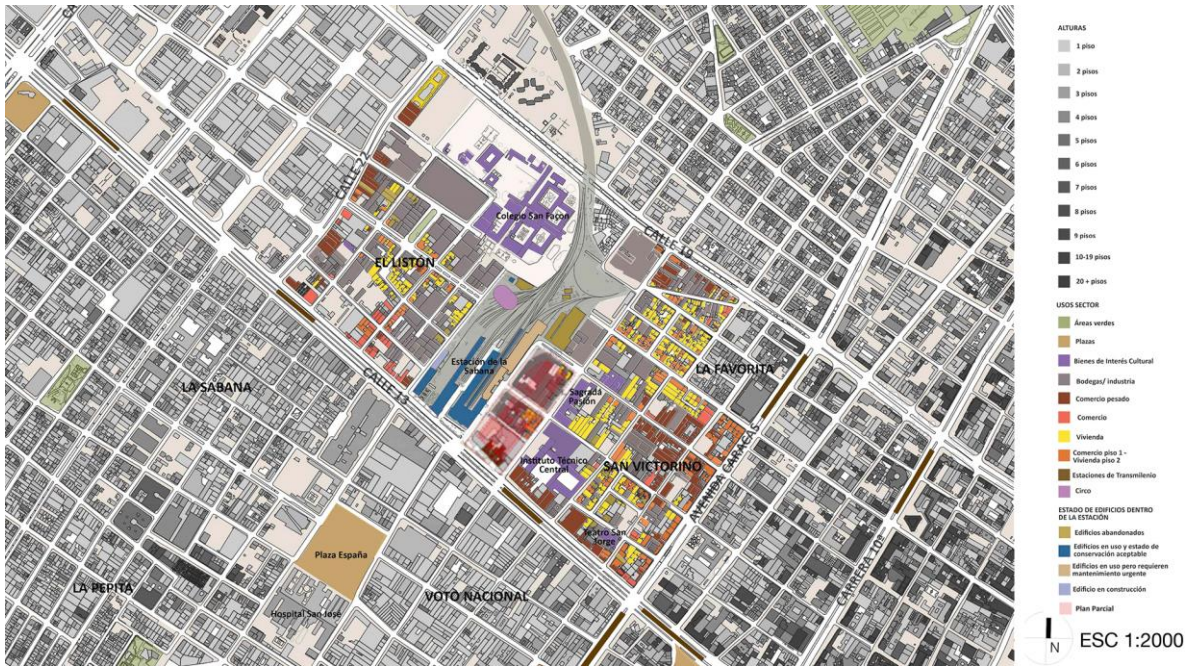 CALLE 22
Colegio San Façon
CALLE 19
EL LISTÓN
Estación de la
Sabana
LA SABANA
LA FAVORITA
Sagrada
Pasión
Instituto Técnico
Central
SAN VICTORINO
AVENIDA CARACAS
Teatro San
Jorge
Plaza España
LA PEPITA
VOTO NACIONAL
Hospital San José
CARRERA 10ª
ALTURAS
1 piso
2 pisos
3 pisos
4 pisos
5 pisos
6 pisos
7 pisos
8 pisos
9 pisos
10-19 pisos
20 + pisos
USOS SECTOR
Áreas verdes
Plazas
Bienes de Interés Cultural
Bodegas/ industria
Comercio pesado
Comercio
Vivienda
Comercio piso 1 -
Vivienda piso 2
Estaciones de Transmilenio
Circo
ESTADO DE EDIFICIOS DENTRO
DE LA ESTACIÓN
Edificios abandonados
Edificios en uso y estado de
conservación aceptable
Edificios en uso pero requieren
mantenimiento urgente
Edificio en construcción
Plan Parcial
N
ESC 1:2000